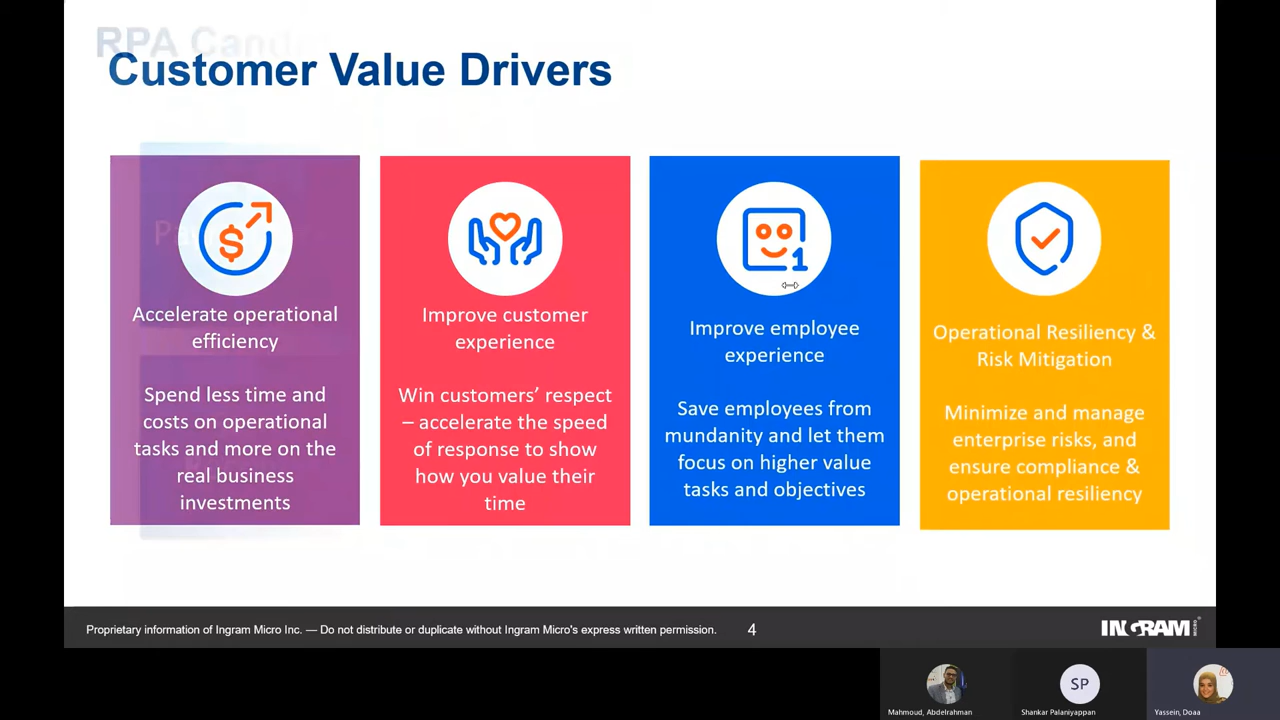 RPA Cand
Customer Value Drivers
$
Accelerate operational
efficiency
Spend less time and
costs on operational
tasks and more on the
real business
investments
Improve customer
experience
Win customers’ respect
– accelerate the speed
of response to show
how you value their
time
1
Improve employee
experience
Save employees from
mundanity and let them
focus on higher value
tasks and objectives
Operational Resiliency &
Risk Mitigation
Minimize and manage
enterprise risks, and
ensure compliance &
operational resiliency
Proprietary information of Ingram Micro Inc. — Do not distribute or duplicate without Ingram Micro's express written permission.
4
INGRAM MICRO
Mahmoud, Abdelrahman
SP
Shankar Palaniyappan
Yassein, Doaa